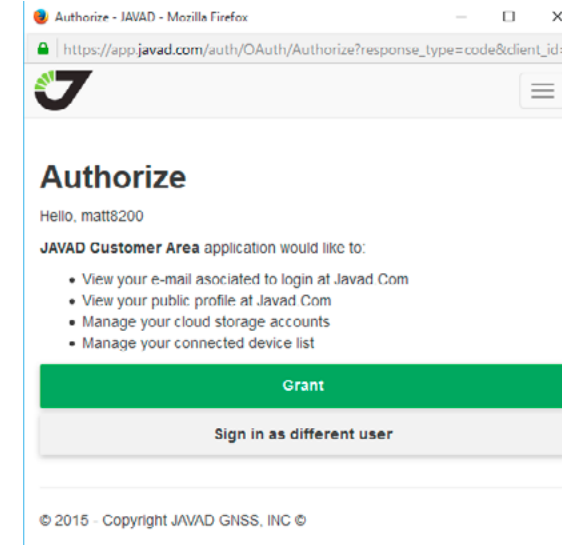 Authorize - JAVAD - Mozilla Firefox
https://app.javad.com/auth/OAuth/Authorize?response_type=code&client_id=
Authorize
Hello, matt8200
JAVAD Customer Area application would like to:
• View your e-mail asociated to login at Javad Com
• View your public profile at Javad Com
• Manage your cloud storage accounts
• Manage your connected device list
Grant
Sign in as different user
© 2015 - Copyright JAVAD GNSS, INC ©